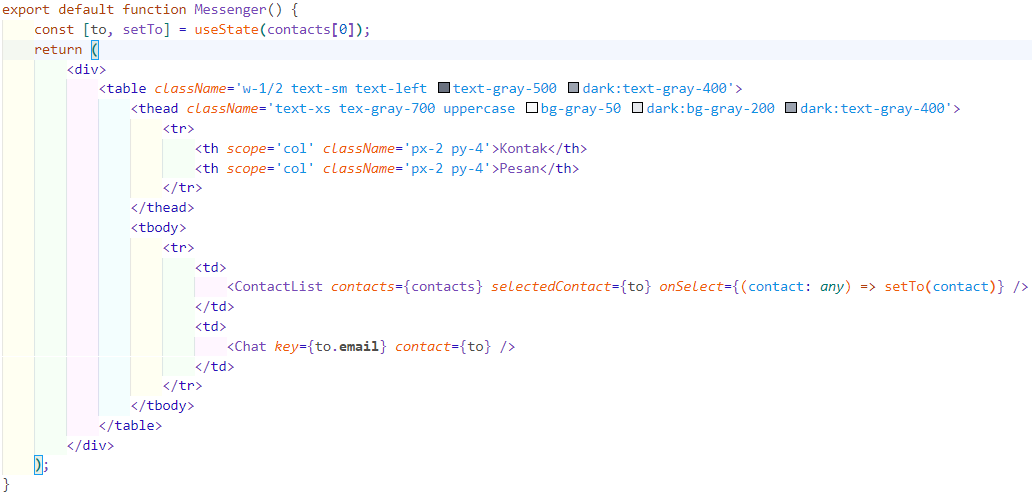 export default function Messenger() {
    const [to, setTo] = useState(contacts[0]);
    return (
        <div>
            <table className='w-1/2 text-sm text-left text-gray-500 dark:text-gray-400'>
                <thead className='text-xs tex-gray-700 uppercase bg-gray-50 dark:bg-gray-200 dark:text-gray-400'>
                    <tr>
                        <th scope='col' className='px-2 py-4'>Kontak</th>
                        <th scope='col' className='px-2 py-4'>Pesan</th>
                    </tr>
                </thead>
                <tbody>
                    <tr>
                        <td>
                            <ContactList contacts={contacts} selectedContact={to} onSelect={(contact: any) => setTo(contact)} />
                        </td>
                        <td>
                            <Chat key={to.email} contact={to} />
                        </td>
                    </tr>
                </tbody>
            </table>
        </div>
    );
}